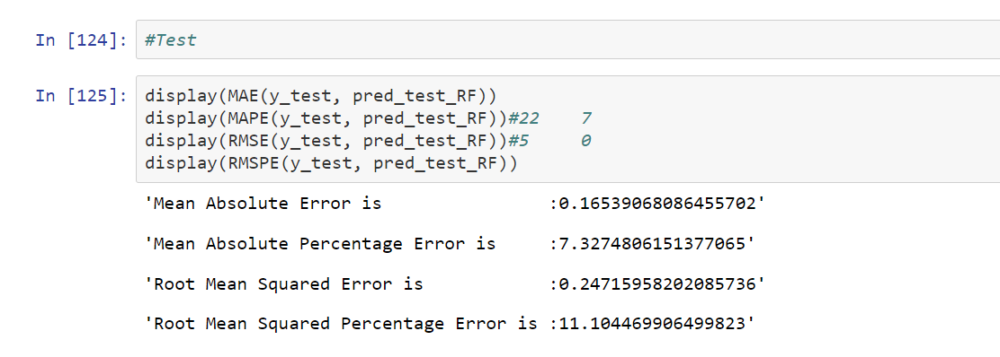 In [124]: #Test
In [125]: display(MAE(y_test, pred_test_RF))
display(MAPE(y_test, pred_test_RF))#22    7
display(RMSE(y_test, pred_test_RF))#5     0
display(RMSPE(y_test, pred_test_RF))
'Mean Absolute Error is                :0.16539068086455702'
'Mean Absolute Percentage Error is     :7.3274806151377065'
'Root Mean Squared Error is            :0.24715958202085736'
'Root Mean Squared Percentage Error is :11.104469906499823'